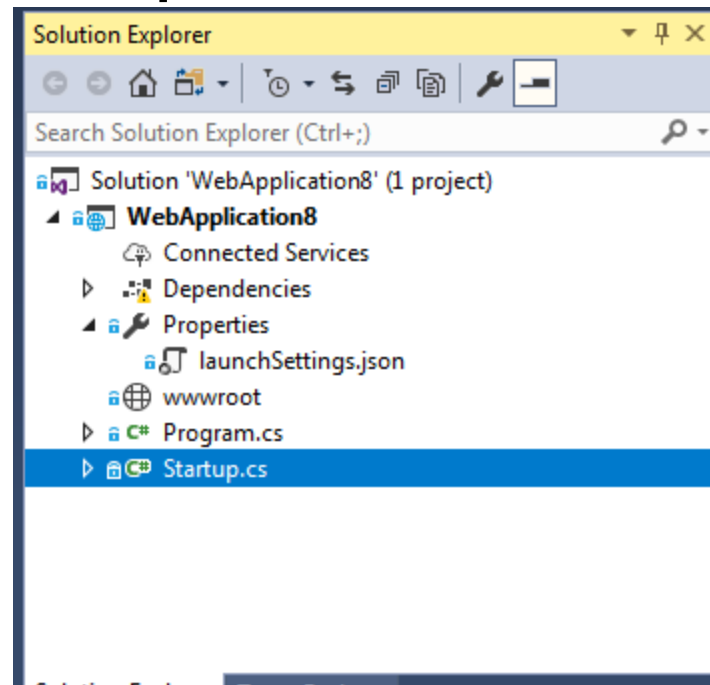 Solution Explorer
Search Solution Explorer (Ctrl+;)
Solution 'WebApplication8' (1 project)
WebApplication8
Connected Services
Dependencies
Properties
launchSettings.json
wwwroot
C# Program.cs
C# Startup.cs